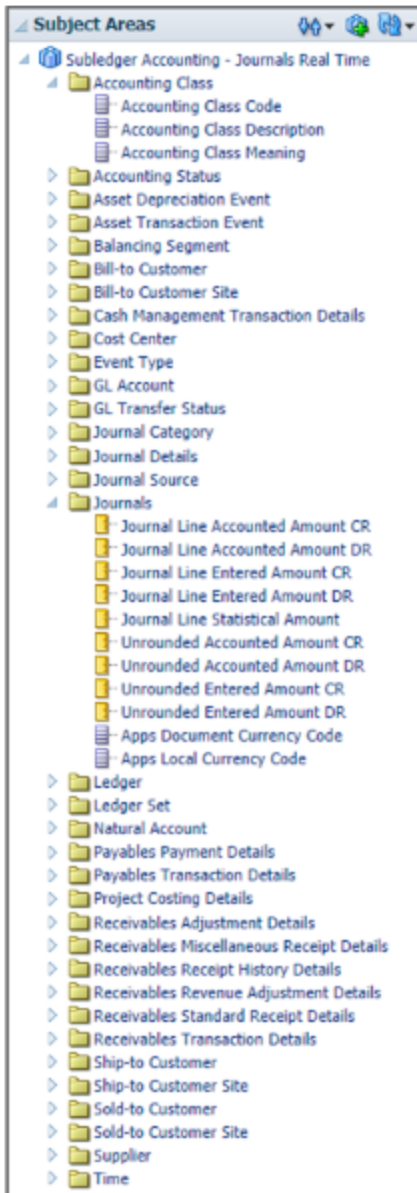 Subject Areas
Subledger Accounting - Journals Real Time
Accounting Class
Accounting Class Code
Accounting Class Description
Accounting Class Meaning
Accounting Status
Asset Depreciation Event
Asset Transaction Event
Balancing Segment
Bill-to Customer
Bill-to Customer Site
Cash Management Transaction Details
Cost Center
Event Type
GL Account
GL Transfer Status
Journal Category
Journal Details
Journal Source
Journals
Journal Line Accounted Amount CR
Journal Line Accounted Amount DR
Journal Line Entered Amount CR
Journal Line Entered Amount DR
Journal Line Statistical Amount
Unrounded Accounted Amount CR
Unrounded Accounted Amount DR
Unrounded Entered Amount CR
Unrounded Entered Amount DR
Apps Document Currency Code
Apps Local Currency Code
Ledger
Ledger Set
Natural Account
Payables Payment Details
Payables Transaction Details
Project Costing Details
Receivables Adjustment Details
Receivables Miscellaneous Receipt Details
Receivables Receipt History Details
Receivables Revenue Adjustment Details
Receivables Standard Receipt Details
Receivables Transaction Details
Ship-to Customer
Ship-to Customer Site
Sold-to Customer
Sold-to Customer Site
Supplier
Time